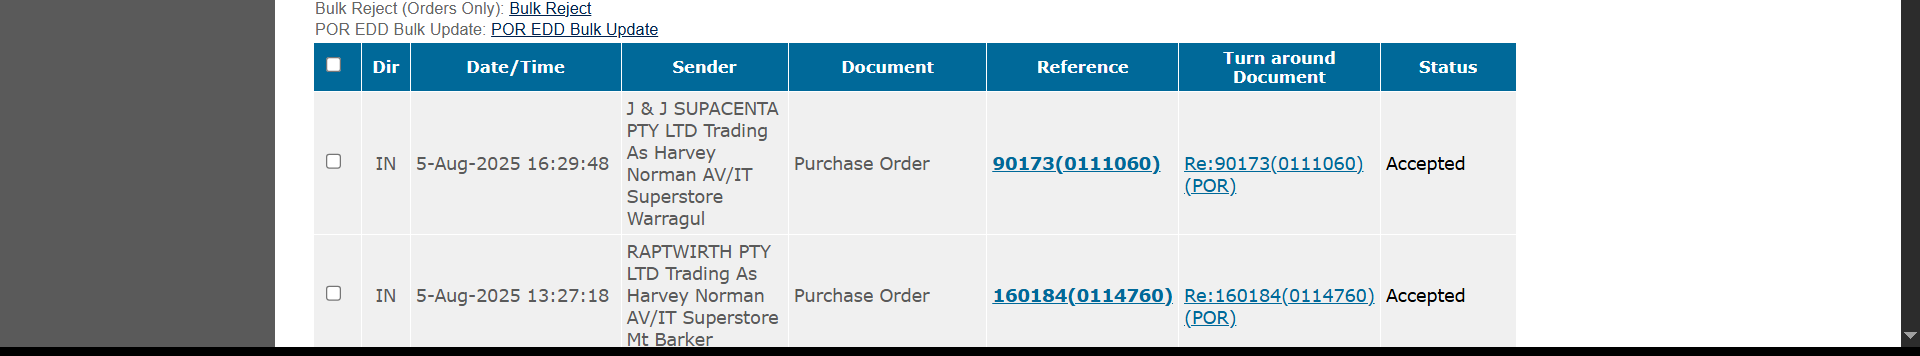 Bulk Reject (Orders Only): Bulk Reject
POR EDD Bulk Update: POR EDD Bulk Update
Dir Date/Time Sender Document Reference Turn around Document Status
IN 5-Aug-2025 16:29:48
J & J SUPACENTA
PTY LTD Trading
As Harvey
Norman AV/IT
Superstore
Warragul
Purchase Order
90173(0111060)
Re:90173(0111060)
(POR)
Accepted
IN 5-Aug-2025 13:27:18
RAPTWIRTH PTY
LTD Trading As
Harvey Norman
AV/IT Superstore
Mt Barker
Purchase Order
160184(0114760)
Re:160184(0114760)
(POR)
Accepted